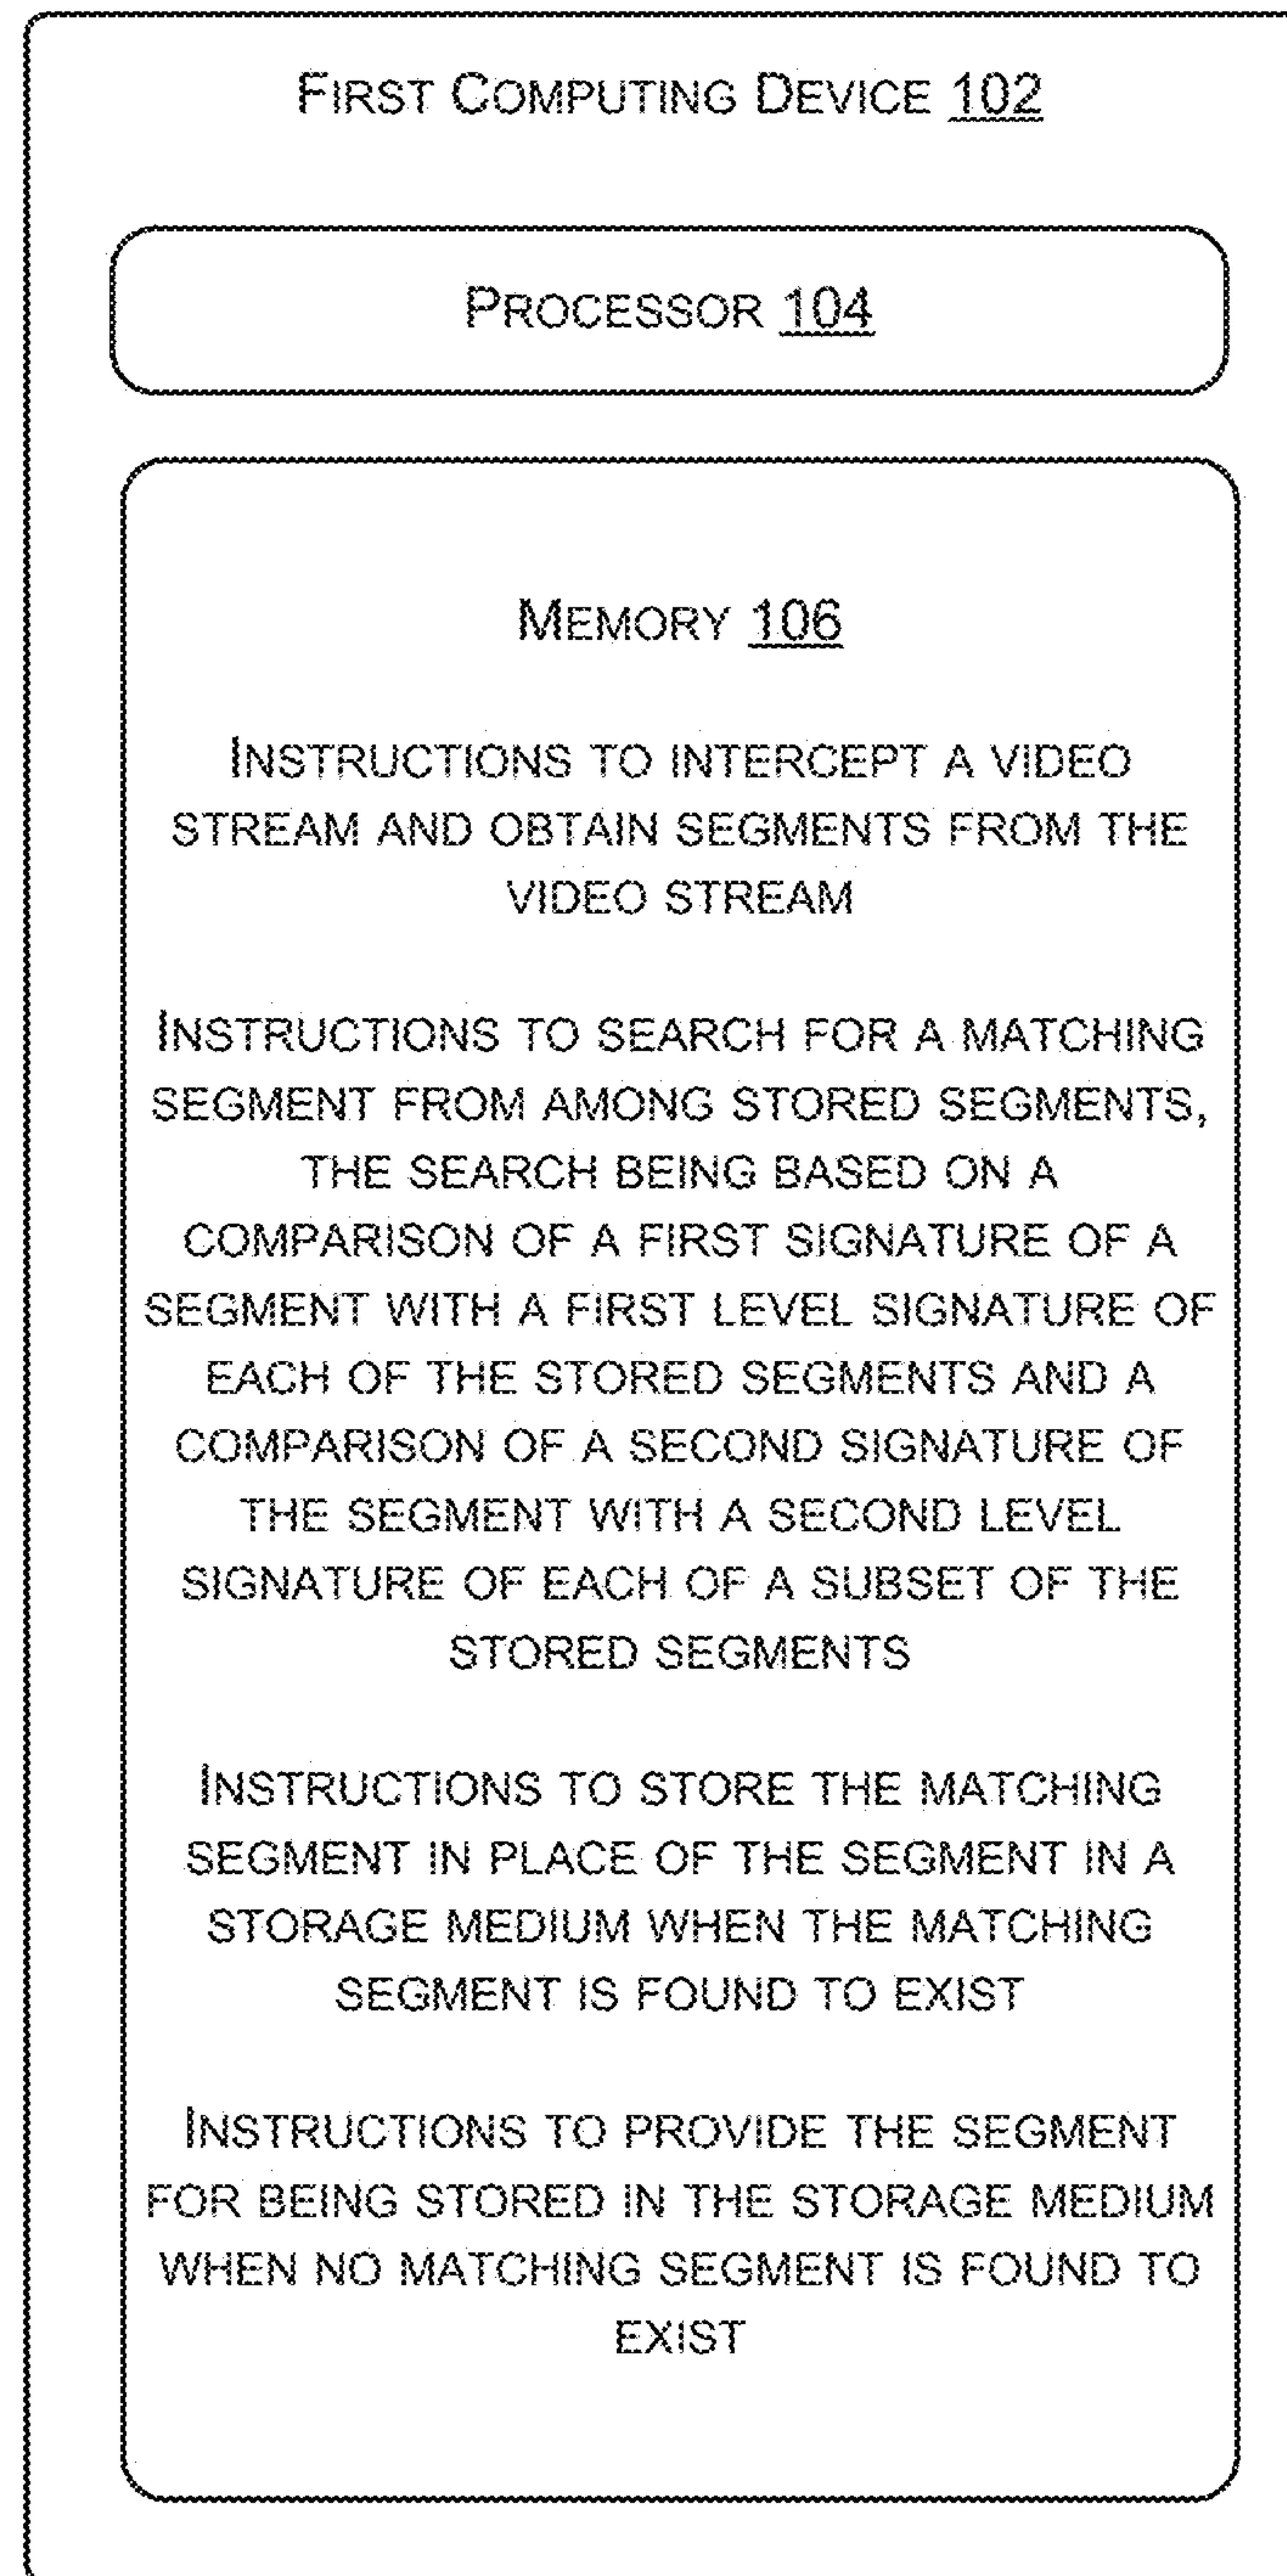 FIRST COMPUTING DEVICE 102
PROCESSOR 104
MEMORY 106
INSTRUCTIONS TO INTERCEPT A VIDEO
STREAM AND OBTAIN SEGMENTS FROM THE
VIDEO STREAM
INSTRUCTIONS TO SEARCH FOR A MATCHING
SEGMENT FROM AMONG STORED SEGMENTS,
THE SEARCH BEING BASED ON A
COMPARISON OF A FIRST SIGNATURE OF A
SEGMENT WITH A FIRST LEVEL SIGNATURE OF
EACH OF THE STORED SEGMENTS AND A
COMPARISON OF A SECOND SIGNATURE OF
THE SEGMENT WITH A SECOND LEVEL
SIGNATURE OF EACH OF A SUBSET OF THE
STORED SEGMENTS
INSTRUCTIONS TO STORE THE MATCHING
SEGMENT IN PLACE OF THE SEGMENT IN A
STORAGE MEDIUM WHEN THE MATCHING
SEGMENT IS FOUND TO EXIST
INSTRUCTIONS TO PROVIDE THE SEGMENT
FOR BEING STORED IN THE STORAGE MEDIUM
WHEN NO MATCHING SEGMENT IS FOUND TO
EXIST